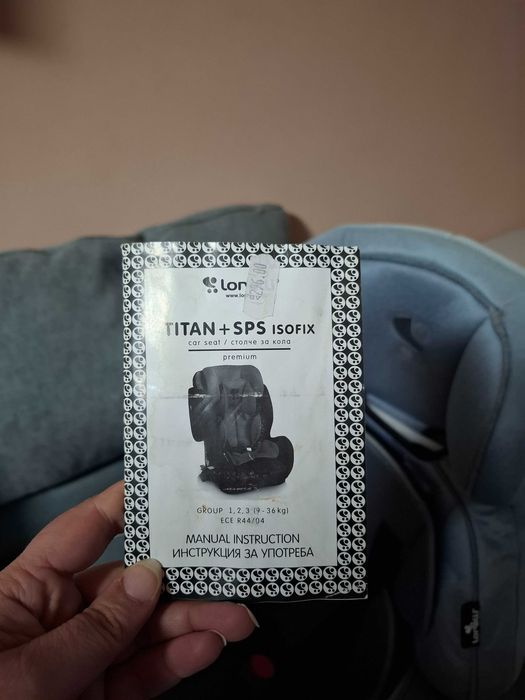 TITAN+SPS ISOFIX
car seat / столче за кола
premium
GROUP 1,2,3 (9-36kg)
ECE R44/04
MANUAL INSTRUCTION
ИНСТРУКЦИЯ ЗА УПОТРЕБА
lorelli